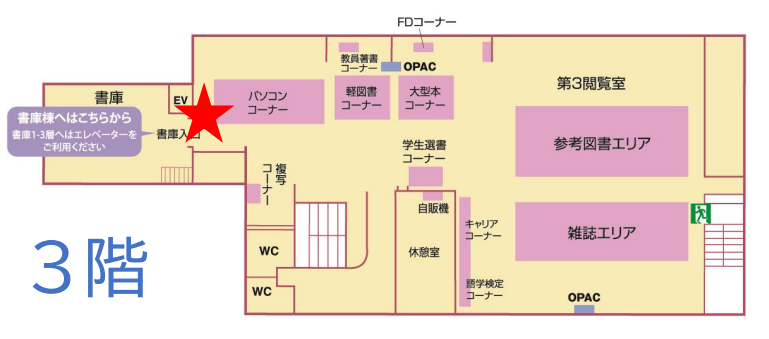 FDコーナー
教員著書
コーナー
OPAC
書庫
EV
パソコン
コーナー
軽図書
コーナー
大型本
コーナー
第3閲覧室
書庫棟へはこちらから
書庫1-3層へはエレベーターを
ご利用ください
書庫入口
参考図書エリア
学生選書
コーナー
複写
コーナー
自販機
キャリア
コーナー
雑誌エリア
休憩室
WC
WC
語学検定
コーナー
OPAC
3階